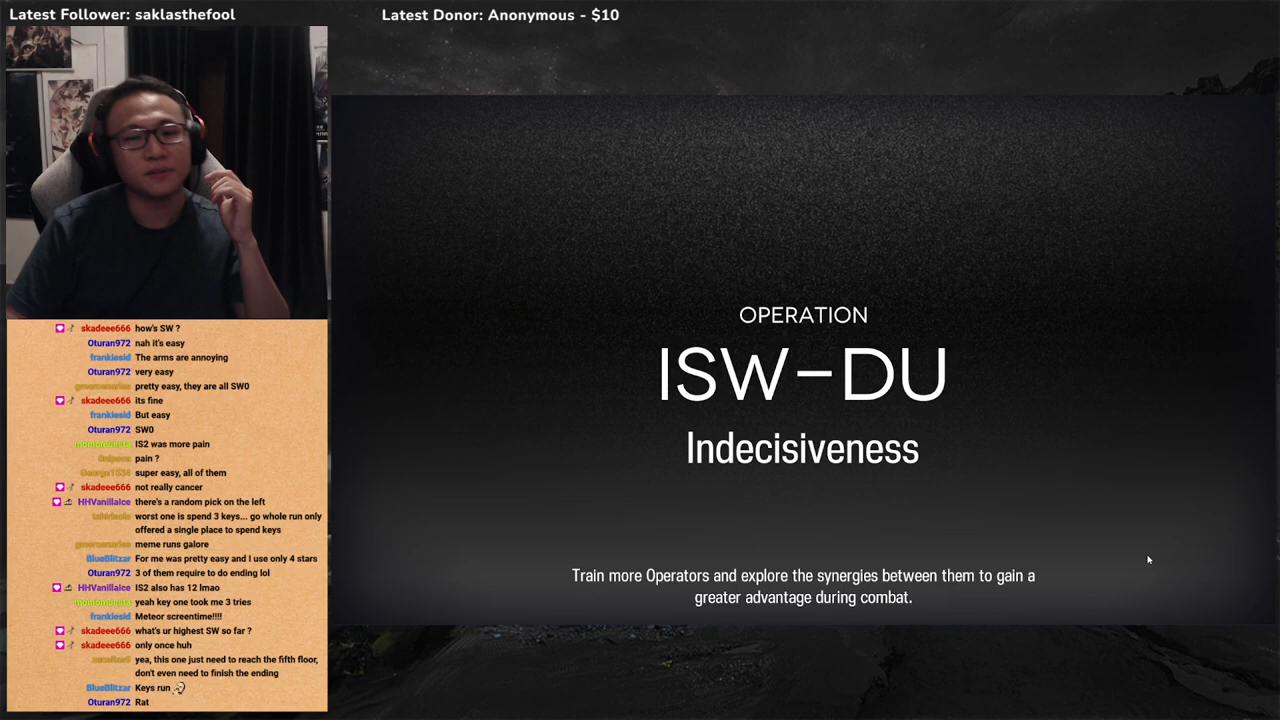 Latest Follower: saklasthefool
Latest Donor: Anonymous - $10
skadeee666 how's SW ?
Oturan972 nah it's easy
frankiesid The arms are annoying
Oturan972 very easy
pretty easy, they are all SW0
skadeee666 its fine
frankiesid But easy
Oturan972 SW0
IS2 was more pain
pain ?
super easy, all of them
skadeee666 not really cancer
HHVanillaIce there's a random pick on the left
worst one is spend 3 keys... go whole run only
offered a single place to spend keys
meme runs galore
BlueBlitzar For me was pretty easy and I use only 4 stars
Oturan972 3 of them require to do ending lol
HHVanillaIce IS2 also has 12 lmao
yeah key one took me 3 tries
frankiesid Meteor screentime!!!!
skadeee666 what's ur highest SW so far ?
skadeee666 only once huh
yea, this one just need to reach the fifth floor,
don't even need to finish the ending
BlueBlitzar Keys run
Oturan972 Rat
OPERATION
ISW-DU
Indecisiveness
Train more Operators and explore the synergies between them to gain a
greater advantage during combat.